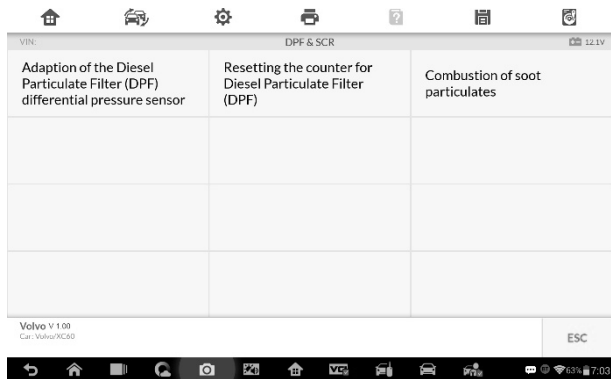 VIN:
DPF & SCR
12.1V
Adaption of the Diesel
Particulate Filter (DPF)
differential pressure sensor
Resetting the counter for
Diesel Particulate Filter
(DPF)
Combustion of soot
particulates
Volvo V 1.00
Car: Volvo/XC60
ESC
63%
7:03